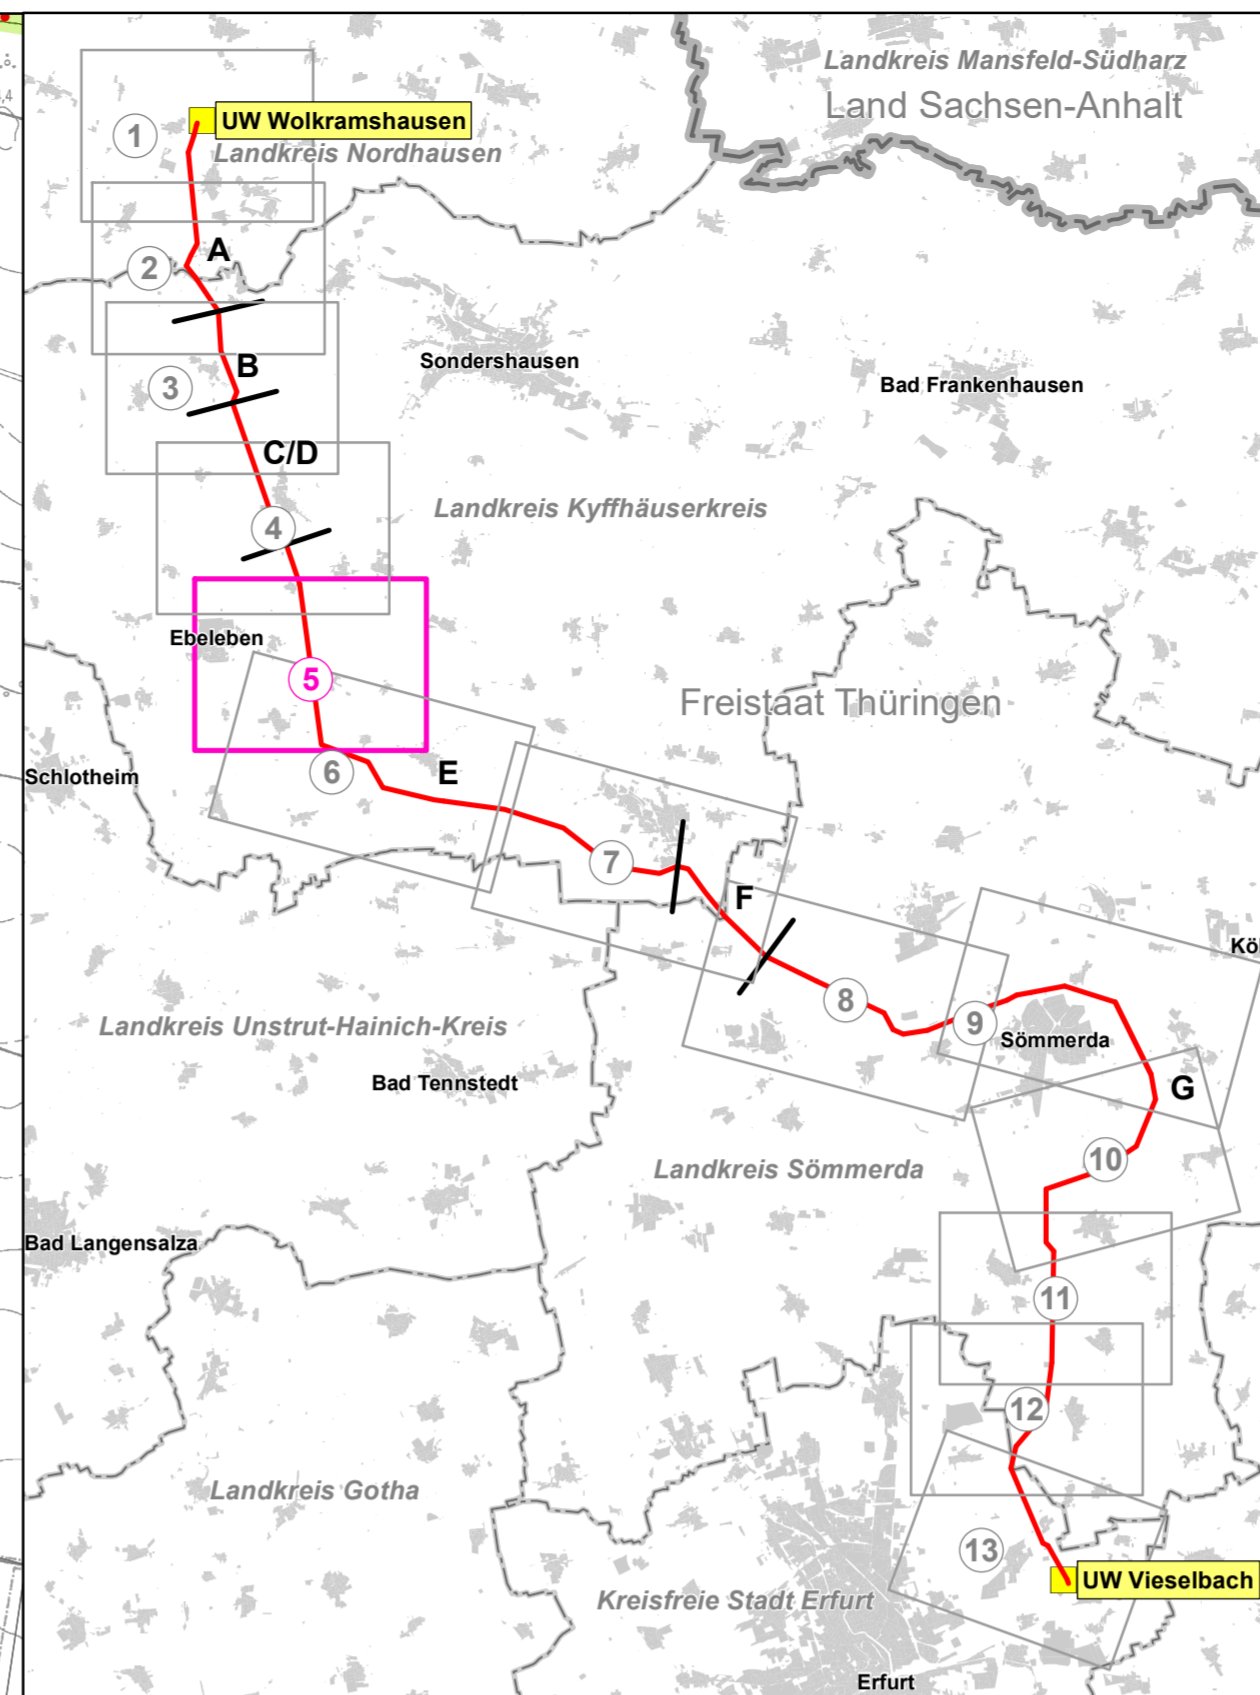 Landkreis Mansfeld-Südharz
Land Sachsen-Anhalt
UW Wolkramshausen
1
Landkreis Nordhausen
A
2
Sondershausen
B
3
Bad Frankenhausen
C/D
Landkreis Kyffhäuserkreis
4
Ebeleben
5
Freistaat Thüringen
Schlotheim
6
E
7
F
8
9
Landkreis Unstrut-Hainich-Kreis
Sömmerda
Bad Tennstedt
G
10
Landkreis Sömmerda
Bad Langensalza
11
12
Landkreis Gotha
13
UW Vieselbach
Kreisfreie Stadt Erfurt
Erfurt